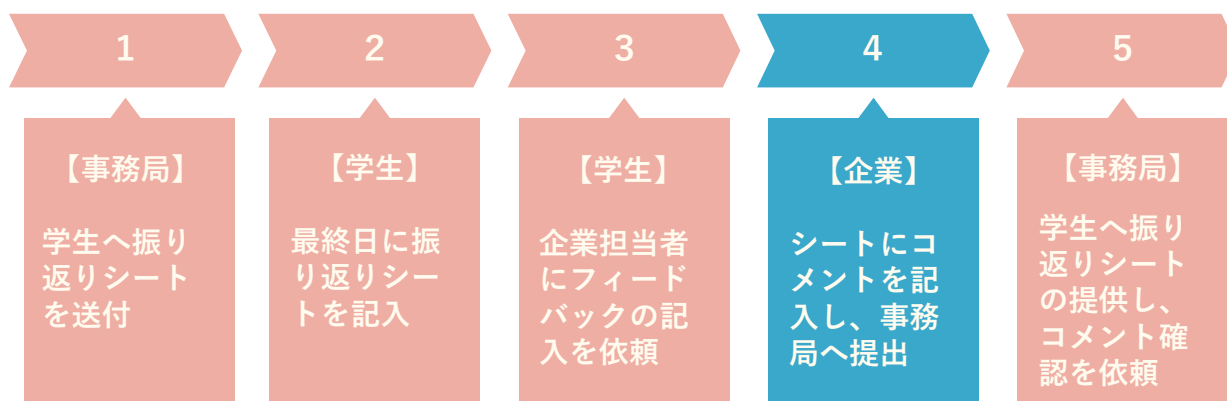 1
2
3
4
5
【事務局】
学生へ振り
返りシート
を送付
【学生】
最終日に振
り返りシー
トを記入
【学生】
企業担当者
にフィード
バックの記
入を依頼
【企業】
シートにコ
メントを記
入し、事務
局へ提出
【事務局】
学生へ振り
返りシート
の提供し、
コメント確
認を依頼